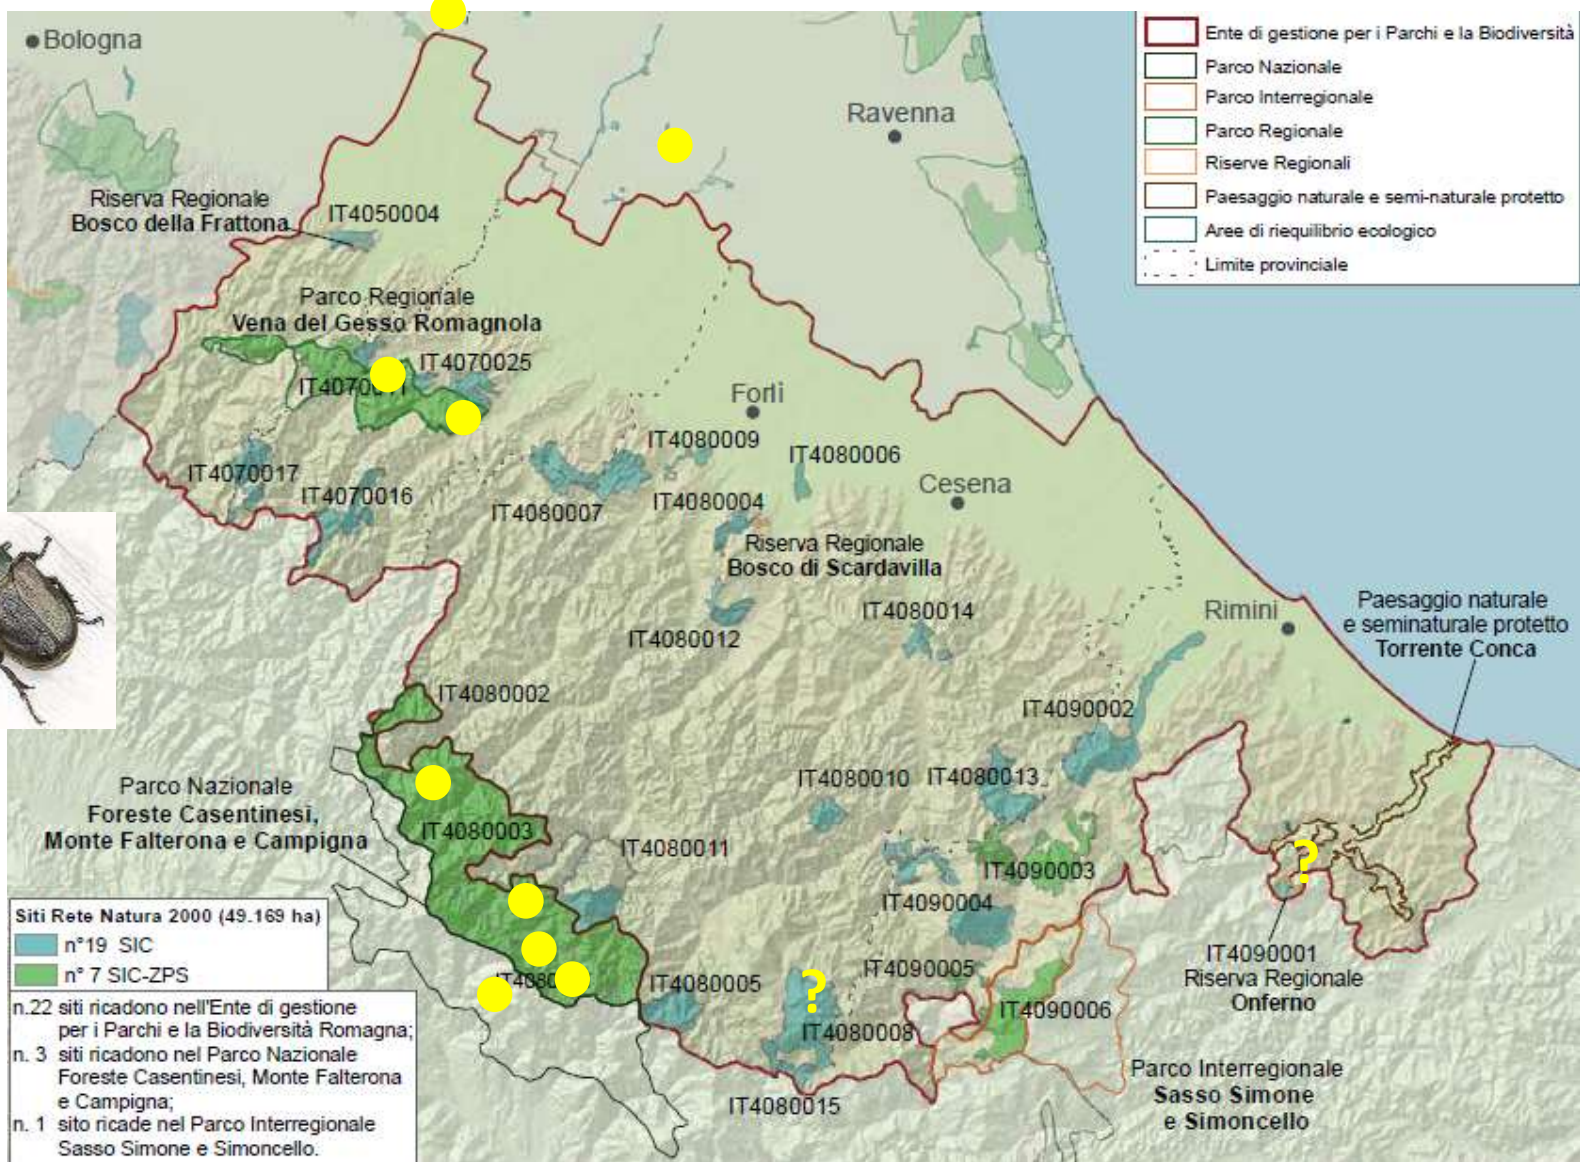 Bologna
Ravenna
Ente di gestione per i Parchi e la Biodiversità
Parco Nazionale
Parco Interregionale
Parco Regionale
Riserve Regionali
Paesaggio naturale e semi-naturale protetto
Aree di riequilibrio ecologico
Limite provinciale
Riserva Regionale
Bosco della Frattona
IT4050004
Parco Regionale
Vena del Gesso Romagnola
IT4070025
Forlì
IT4080009
IT4080006
IT4070017
IT4070016
IT4080007
IT4080004
Cesena
Riserva Regionale
Bosco di Scardavilla
IT4080012
IT4080014
Rimini
Paesaggio naturale
e seminaturale protetto
Torrente Conca
IT4080002
IT4090002
Parco Nazionale
Foreste Casentinesi,
Monte Falterona e Campigna
IT4080003
IT4080010
IT4080013
IT4080011
IT4090003
?
IT4090004
Siti Rete Natura 2000 (49.169 ha)
n°19 SIC
n° 7 SIC-ZPS
IT4080005
?
IT4090005
IT4090001
Riserva Regionale
Onferno
IT4080008
IT4090006
n.22 siti ricadono nell'Ente di gestione
per i Parchi e la Biodiversità Romagna;
n. 3 siti ricadono nel Parco Nazionale
Foreste Casentinesi, Monte Falterona
e Campigna;
n. 1 sito ricade nel Parco Interregionale
Sasso Simone e Simoncello.
Parco Interregionale
Sasso Simone
e Simoncello
IT4080015